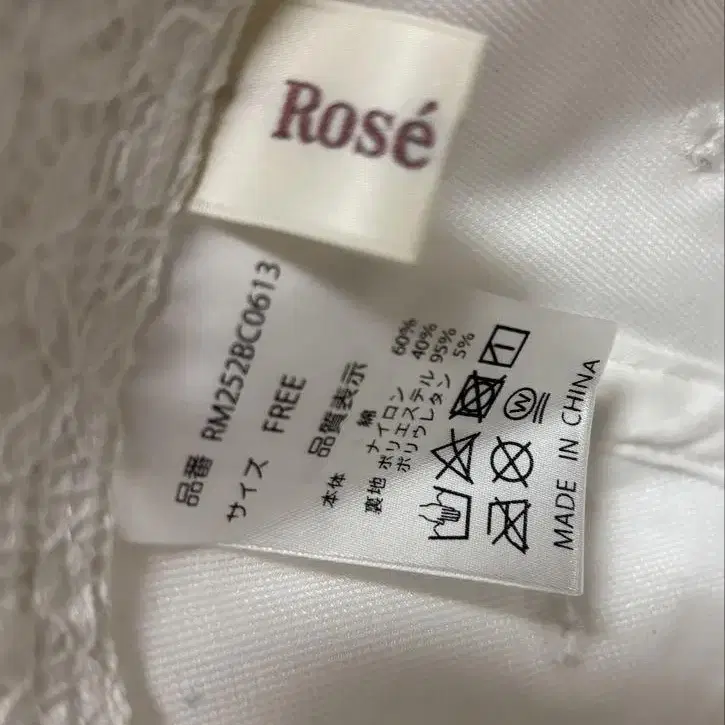 Rosé
品番 RM252BC0613
サイズ FREE
品質表示
本体 綿 60%
ナイロン 40%
裏地 ポリエステル 95%
ポリウレタン 5%
W
MADE IN CHINA